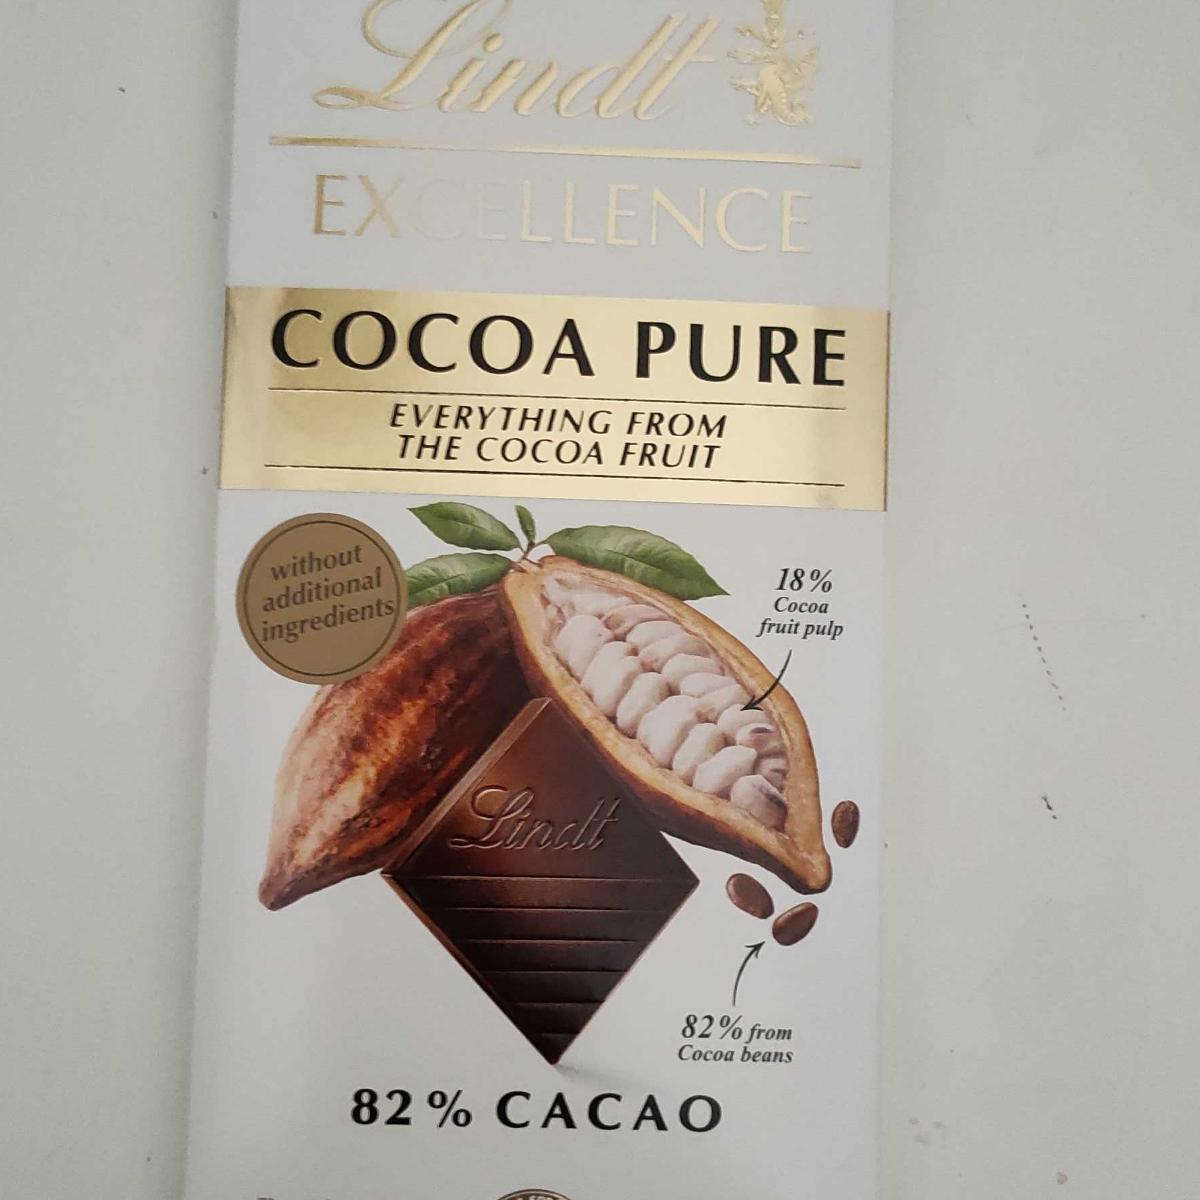 Lindt
EXCELLENCE
COCOA PURE
EVERYTHING FROM
THE COCOA FRUIT
without
additional
ingredients
18%
Cocoa
fruit pulp
Lindt
82% from
Cocoa beans
82% CACAO